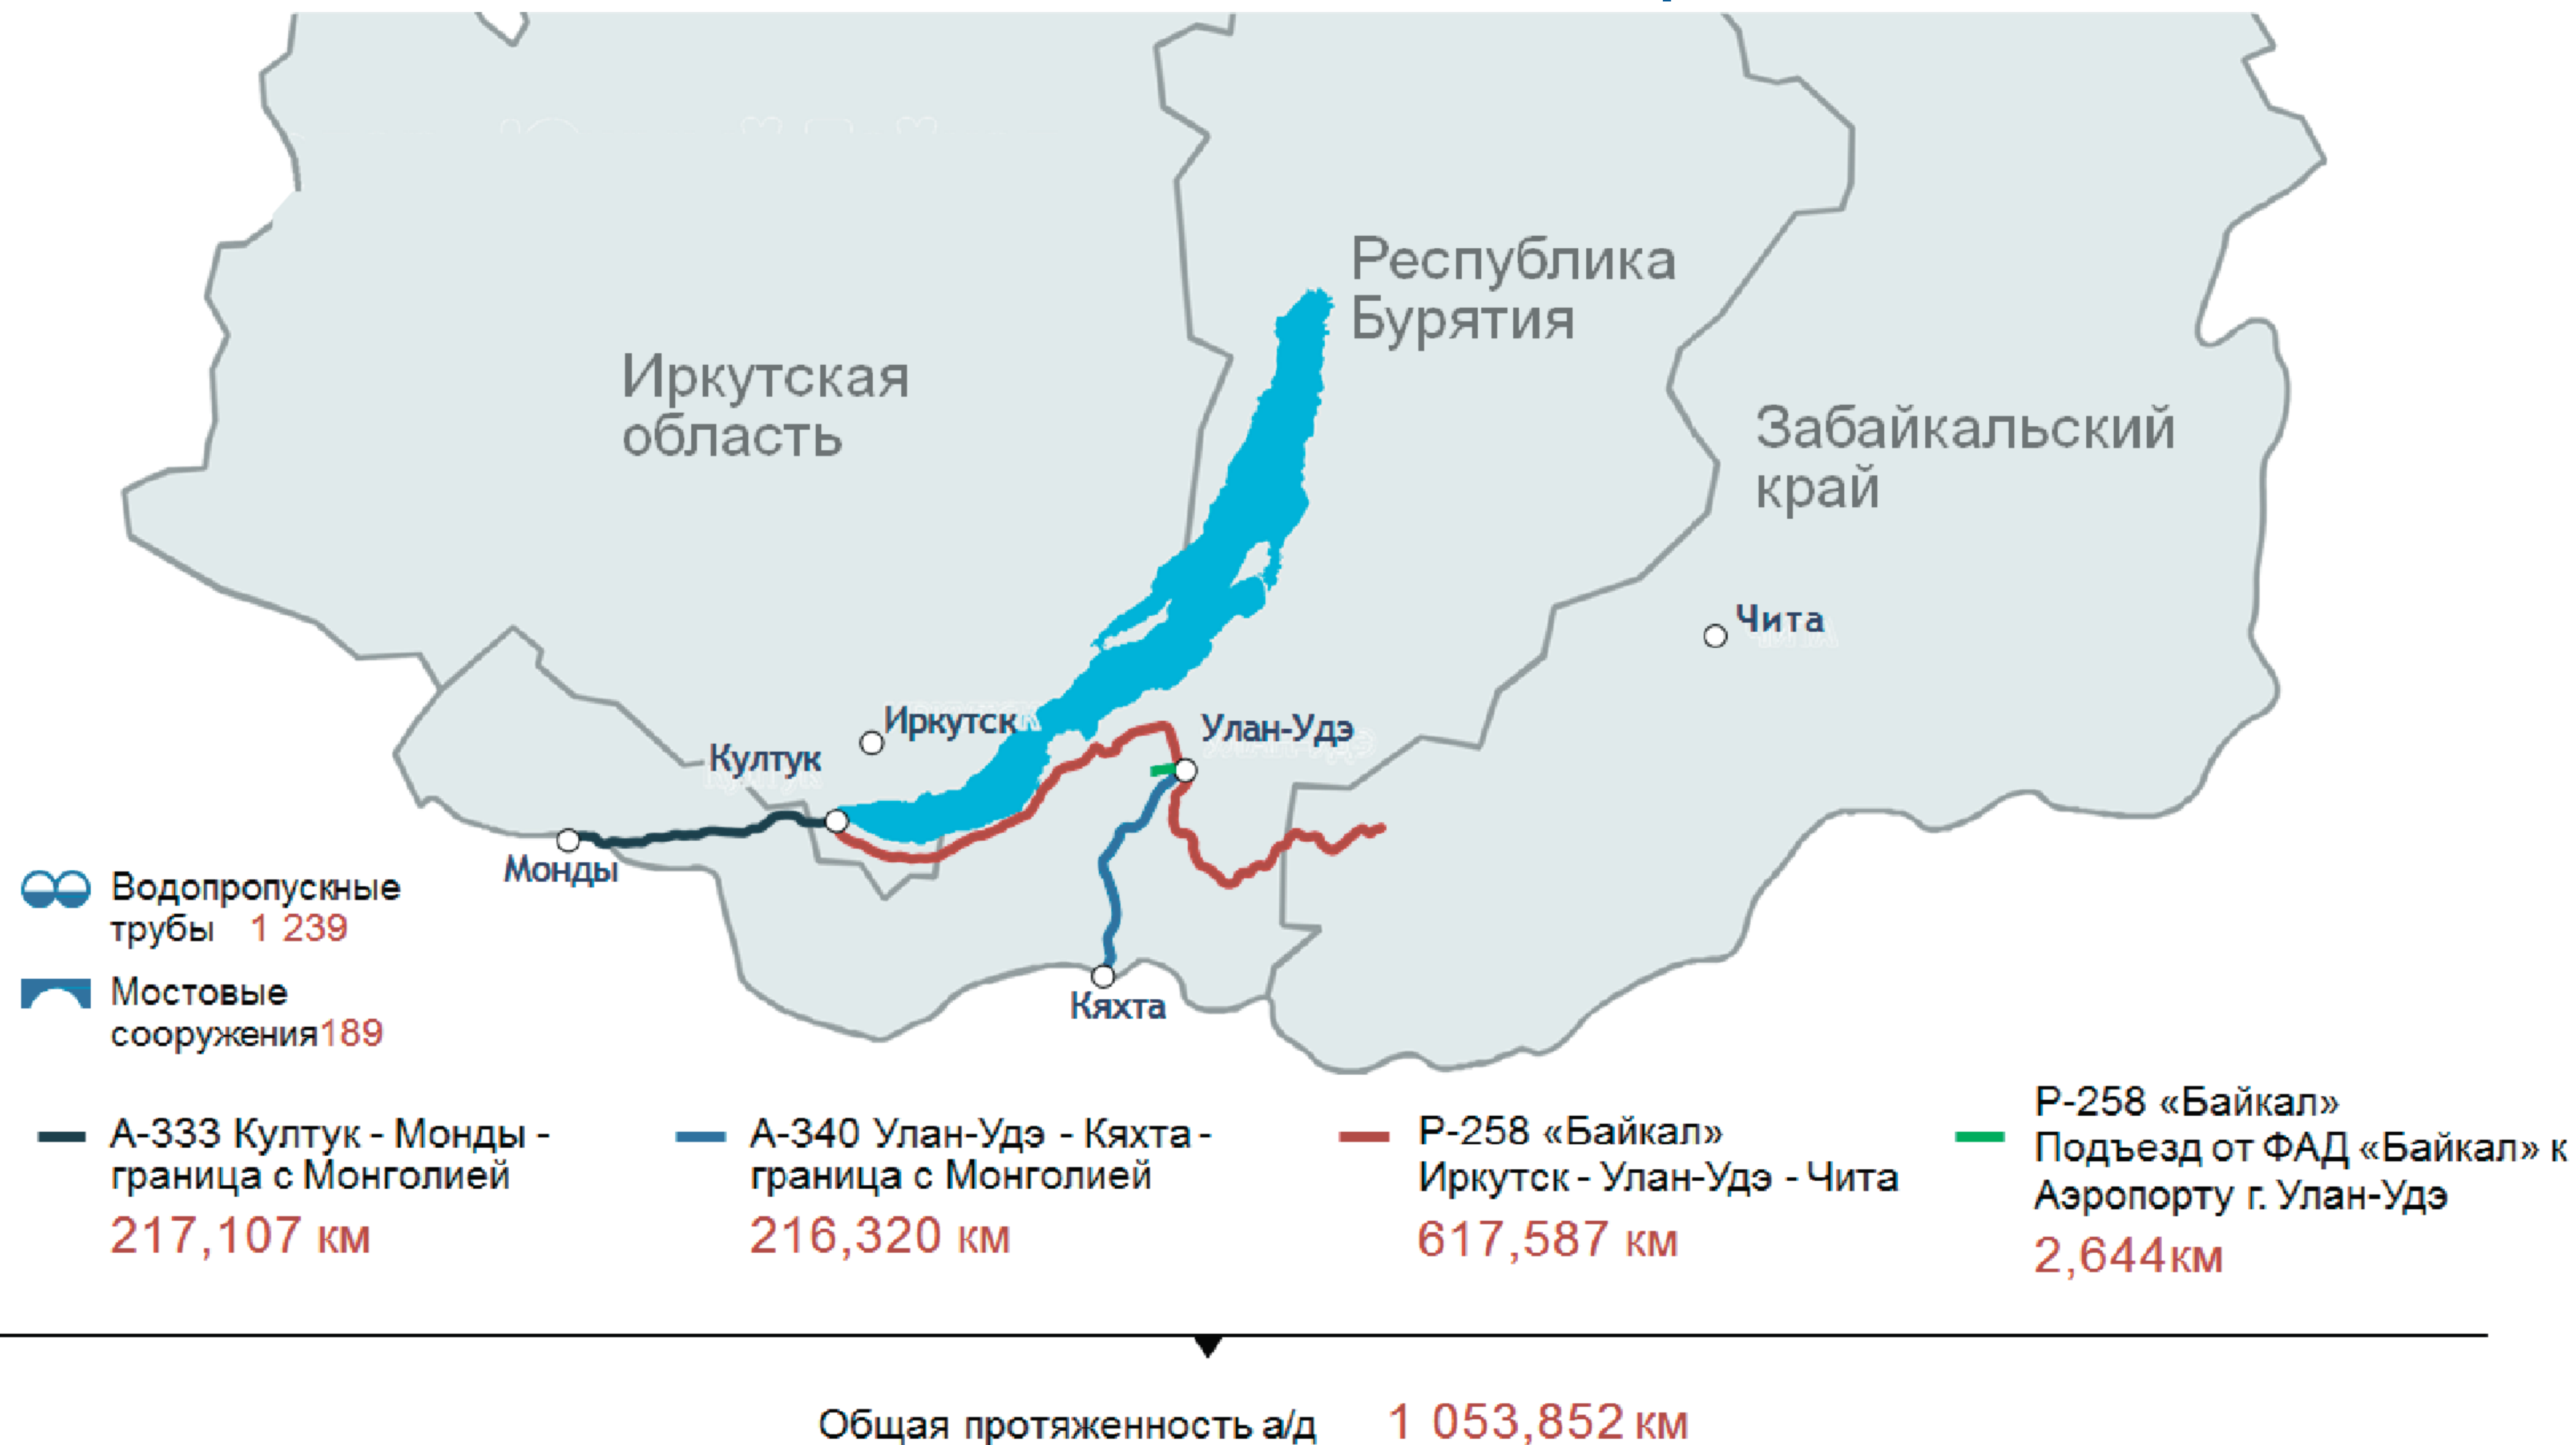 Республика
Бурятия
Иркутская
область
Забайкальский
край
Чита
Иркутск
Улан-Удэ
Култук
Монды
Кяхта
Водопропускные
трубы 1 239
Мостовые
сооружения189
А-333 Култук - Монды -
граница с Монголией
217,107 км
А-340 Улан-Удэ - Кяхта -
граница с Монголией
216,320 км
Р-258 «Байкал»
Иркутск - Улан-Удэ - Чита
617,587 км
Р-258 «Байкал»
Подъезд от ФАД «Байкал» к
Аэропорту г. Улан-Удэ
2,644км
Общая протяженность а/д 1 053,852 км